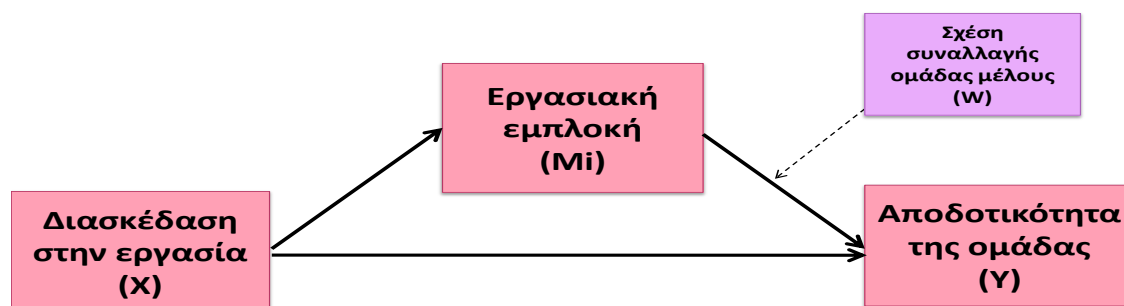 Σχέση
συναλλαγής
ομάδας μέλους
(W)
Εργασιακή
εμπλοκή
(Mi)
Διασκέδαση
στην εργασία
(X)
Αποδοτικότητα
της ομάδας
(Y)